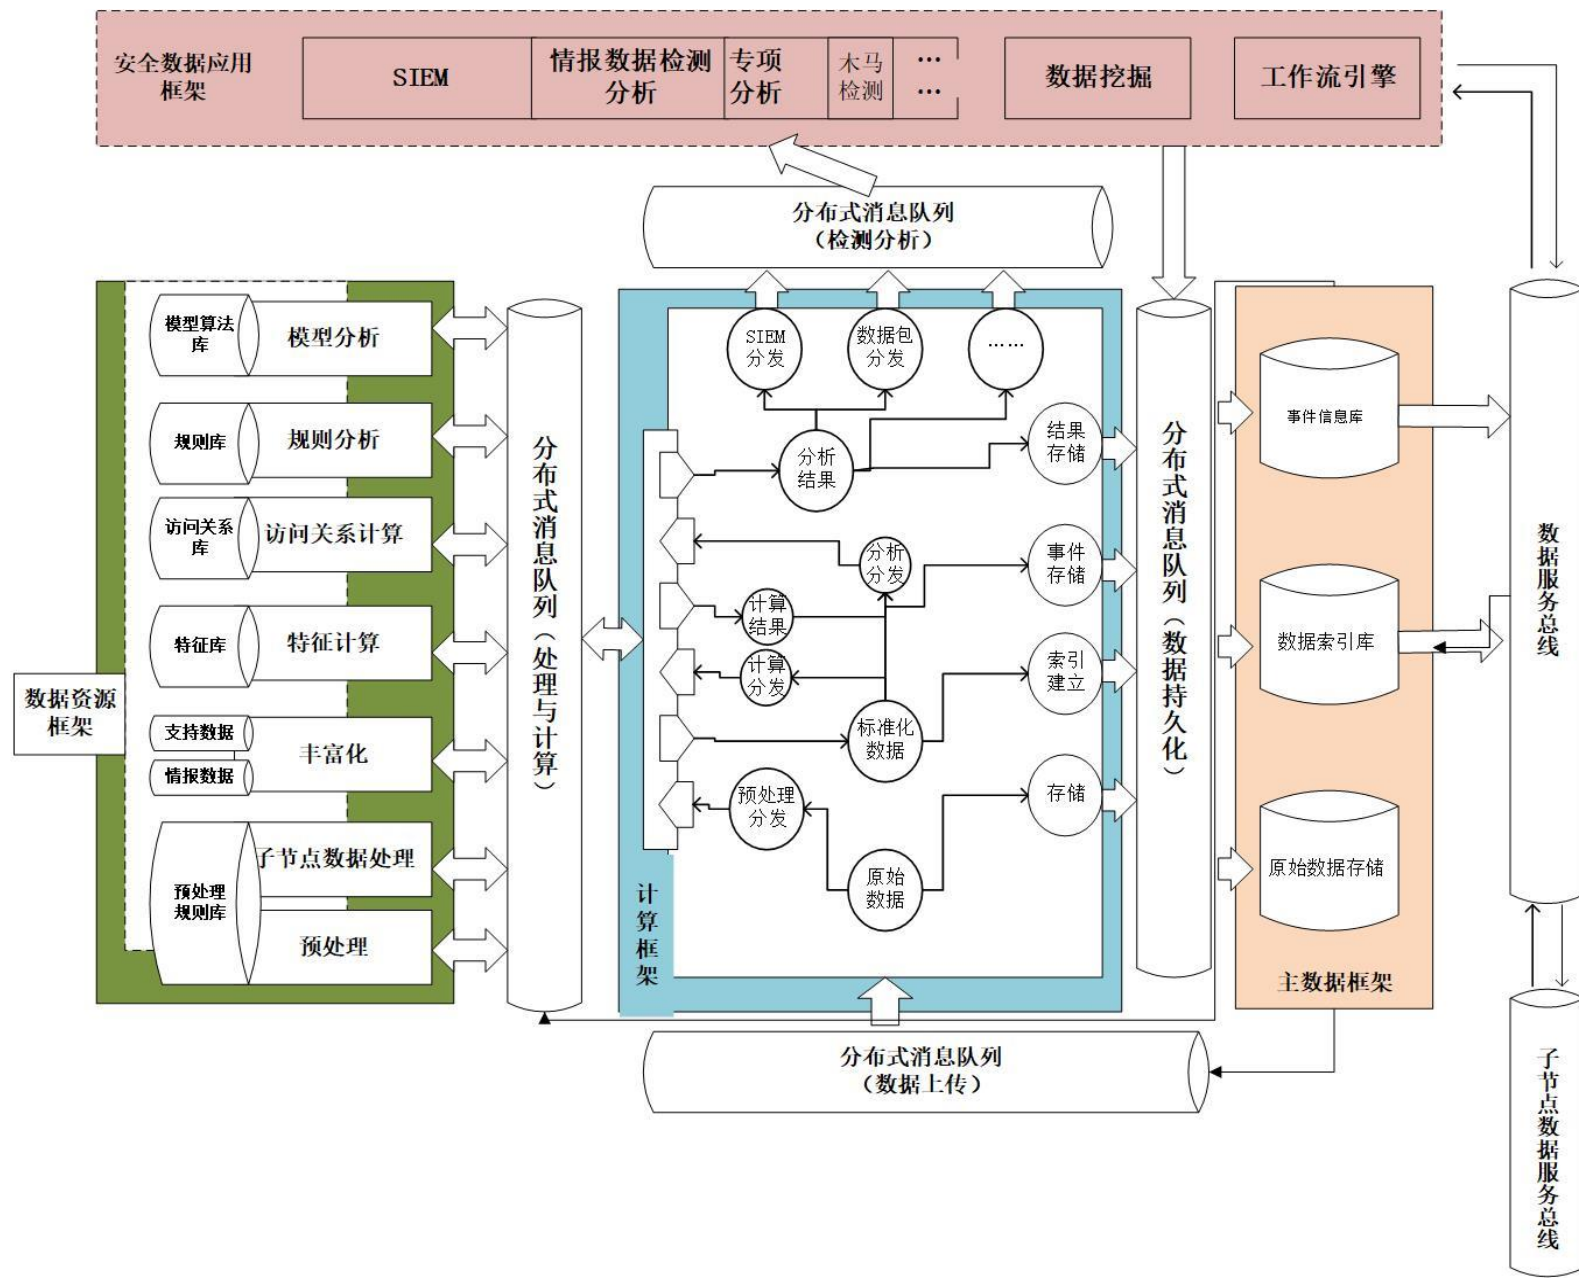 安全数据应用
框架
SIEM
情报数据检测
分析
专项
分析
木马
检测
…
…
数据挖掘
工作流引擎
分布式消息队列
（检测分析）
模型算法
库
模型分析
规则库
规则分析
访问关系
库
访问关系计算
特征库
特征计算
数据资源
框架
支持数据
情报数据
丰富化
预处理
规则库
子节点数据处理
预处理
分布式消息队列（处理与计算）
计算框架
SIEM
分发
数据包
分发
……
分析
结果
结果
存储
分析
分发
事件
存储
计算
结果
计算
分发
索引
建立
标准化
数据
预处理
分发
存储
原始
数据
分布式消息队列（数据持久化）
事件信息库
数据索引库
原始数据存储
主数据框架
数据服务总线
分布式消息队列
（数据上传）
子节点数据服务总线